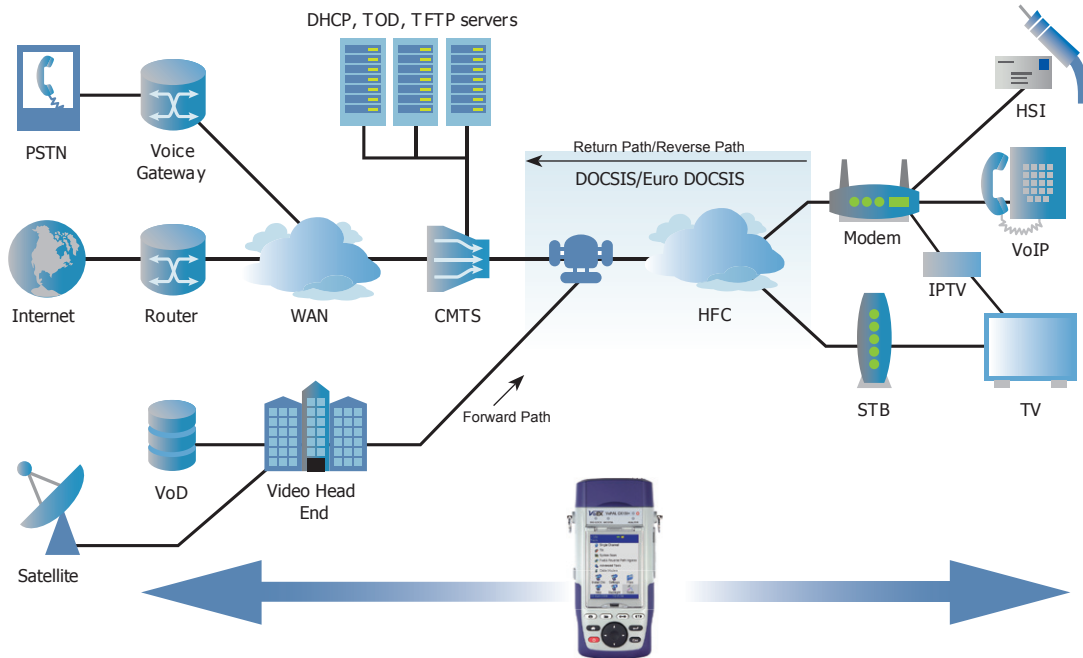 DHCP, TOD, TFTP servers
PSTN
Voice
Gateway
HSI
Return Path/Reverse Path
DOCSIS/Euro DOCSIS
Modem
VoIP
IPTV
Internet
Router
WAN
CMTS
HFC
STB
TV
Forward Path
VoD
Video Head
End
Satellite
VeEX